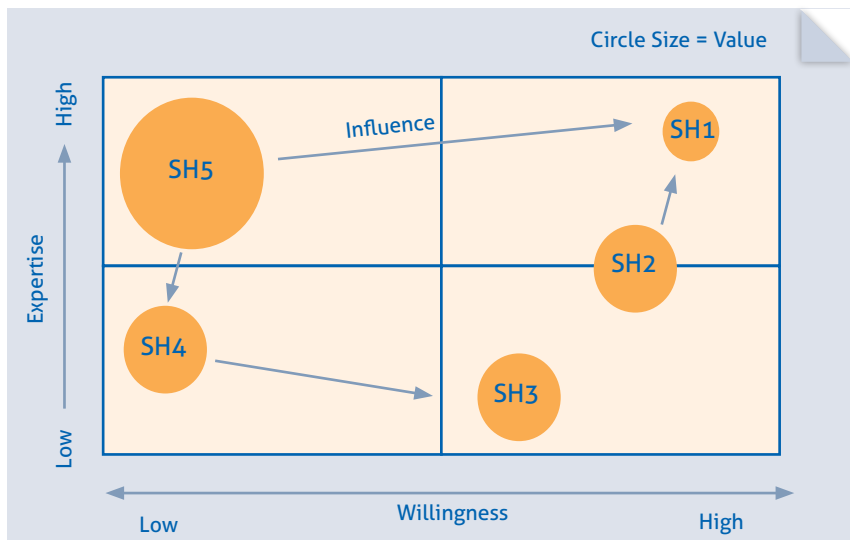 Circle Size = Value
High
Influence
SH1
SH5
Expertise
SH2
SH4
SH3
Low
Willingness
Low
High